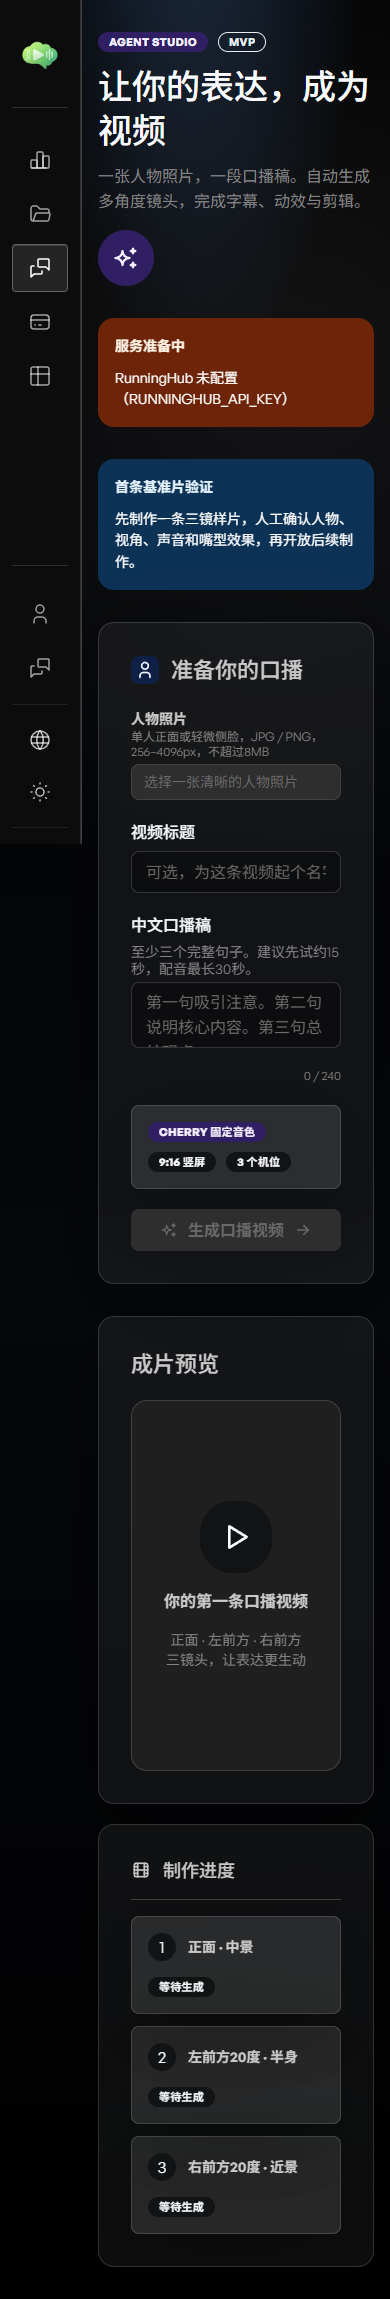 AGENT STUDIO MVP
让你的表达，成为
视频
一张人物照片，一段口播稿。自动生成
多角度镜头，完成字幕、动效与剪辑。
服务准备中
RunningHub 未配置
（RUNNINGHUB_API_KEY）
首条基准片验证
先制作一条三镜样片，人工确认人物、
视角、声音和嘴型效果，再开放后续制
作。
准备你的口播
人物照片
单人正面或轻微侧脸，JPG / PNG，
256–4096px，不超过8MB
选择一张清晰的人物照片
视频标题
可选，为这条视频起个名
中文口播稿
至少三个完整句子。建议先试约15
秒，配音最长30秒。
第一句吸引注意。第二句
说明核心内容。第三句总
0 / 240
CHERRY 固定音色
9:16 竖屏 3 个机位
生成口播视频
成片预览
你的第一条口播视频
正面 · 左前方 · 右前方
三镜头，让表达更生动
制作进度
1 正面 · 中景
等待生成
2 左前方20度 · 半身
等待生成
3 右前方20度 · 近景
等待生成